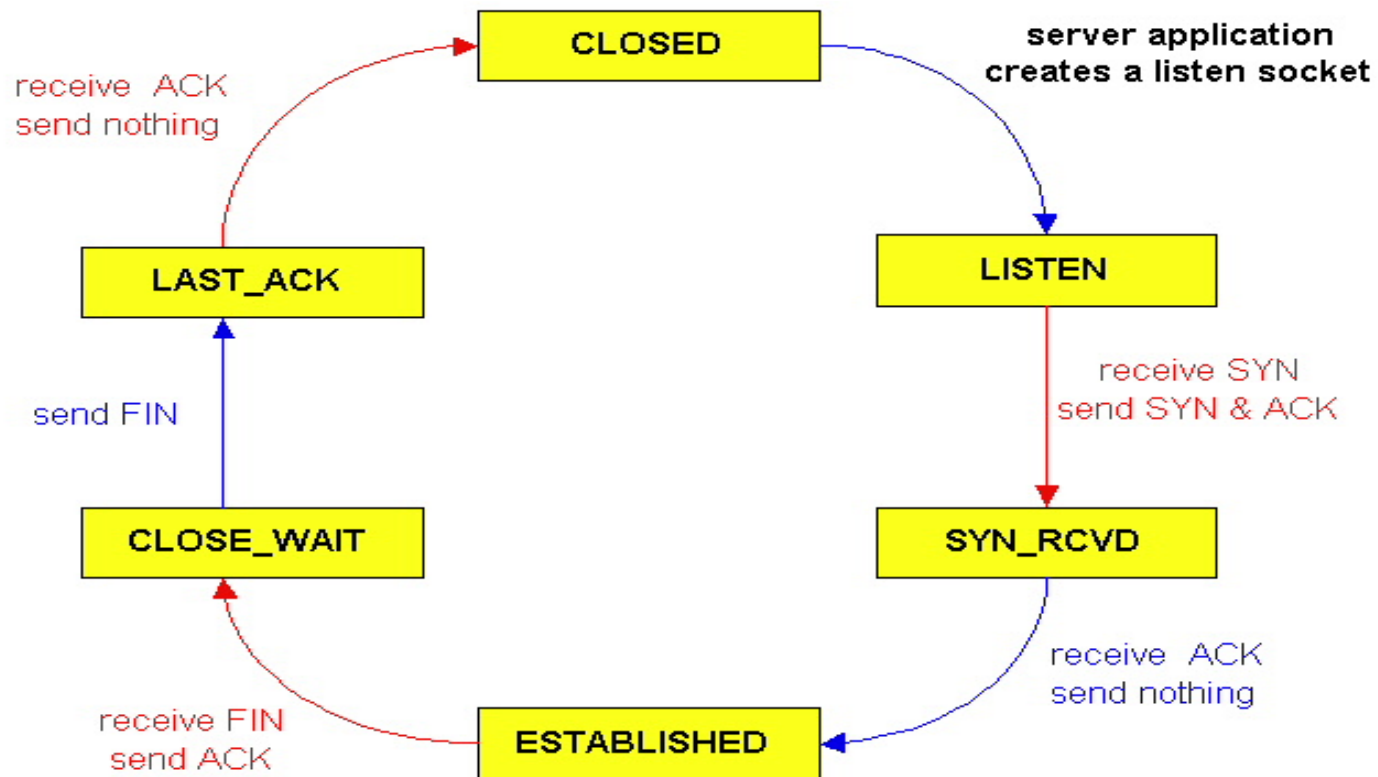 CLOSED
server application
creates a listen socket
receive ACK
send nothing
LAST_ACK
LISTEN
receive SYN
send SYN & ACK
send FIN
CLOSE_WAIT
SYN_RCVD
receive ACK
send nothing
receive FIN
send ACK
ESTABLISHED